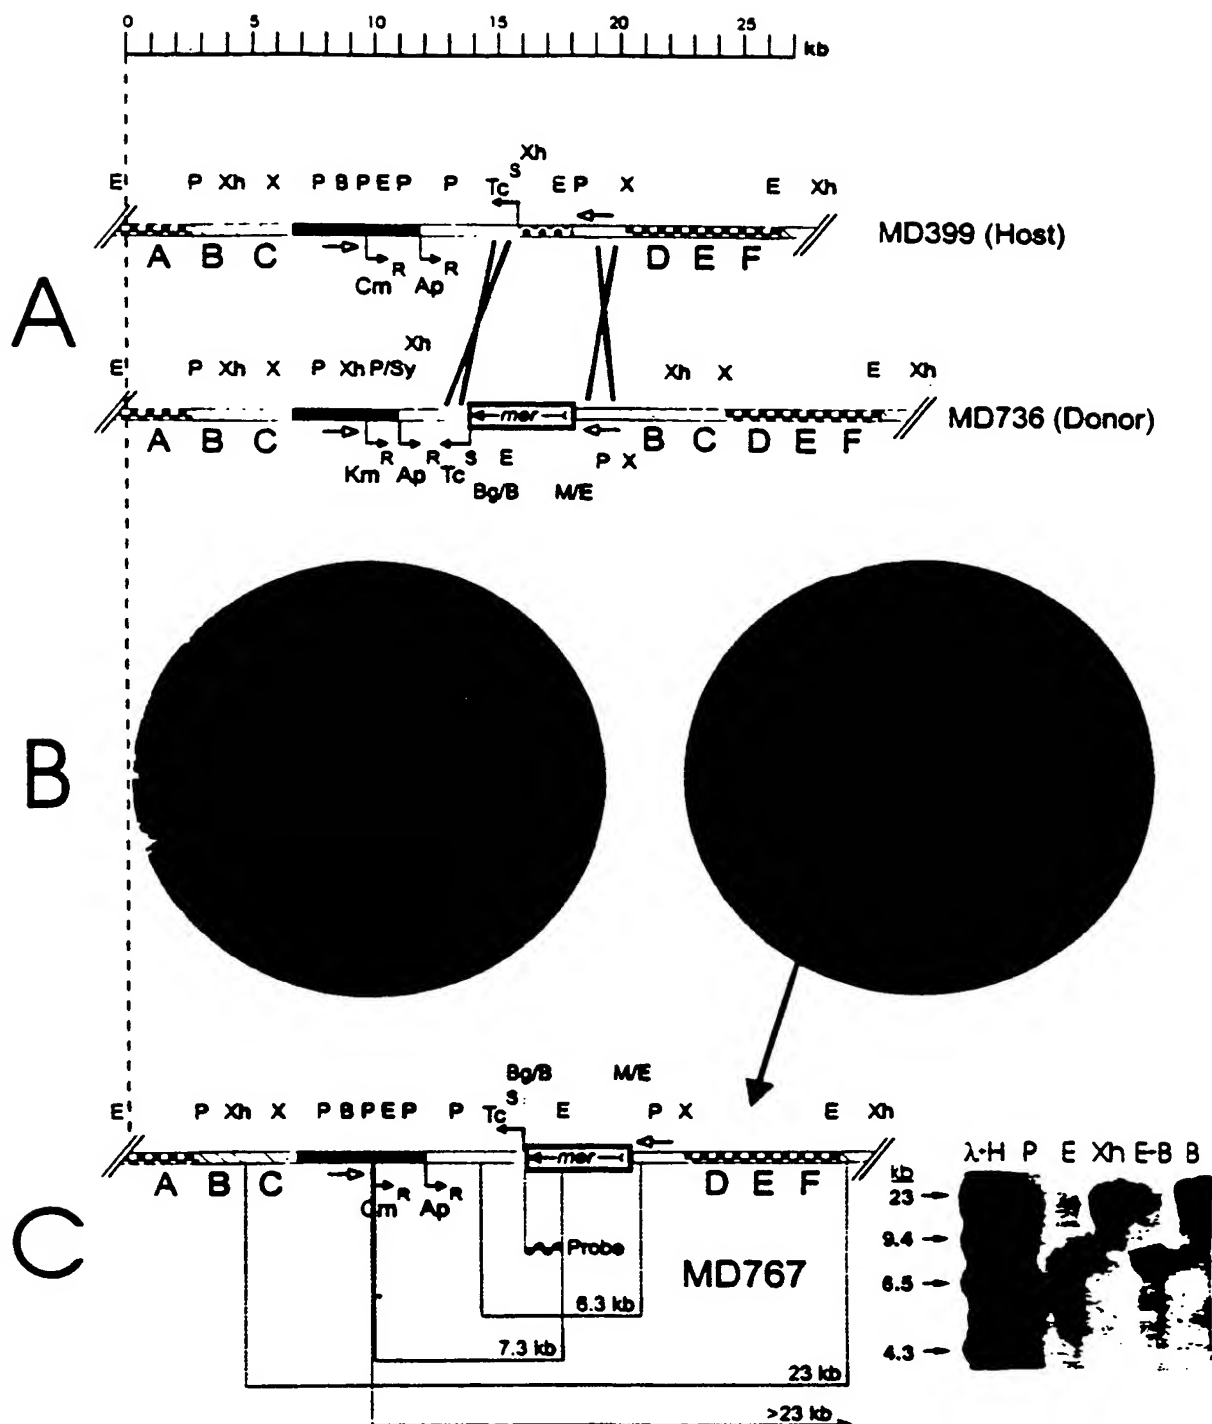 0 5 10 15 20 25
kb
Xh
S
E P Xh X P B P E P P Tc E P X E Xh
MD399 (Host)
A B C D E F
R R
Cm Ap
A
Xh
E P Xh X P Xh P/Sy Xh X E Xh
mer
MD736 (Donor)
A B C B C D E F
R R S
Km Ap Tc E P X
Bg/B M/E
B
Bg/B M/E
S
E P Xh X P B P E P P Tc E P X E Xh
mer
A B C D E F
R R
Cm Ap
Probe
MD767
C
6.3 kb
7.3 kb
23 kb
>23 kb
λ+H P E Xh E+B B
kb
23
9.4
6.5
4.3